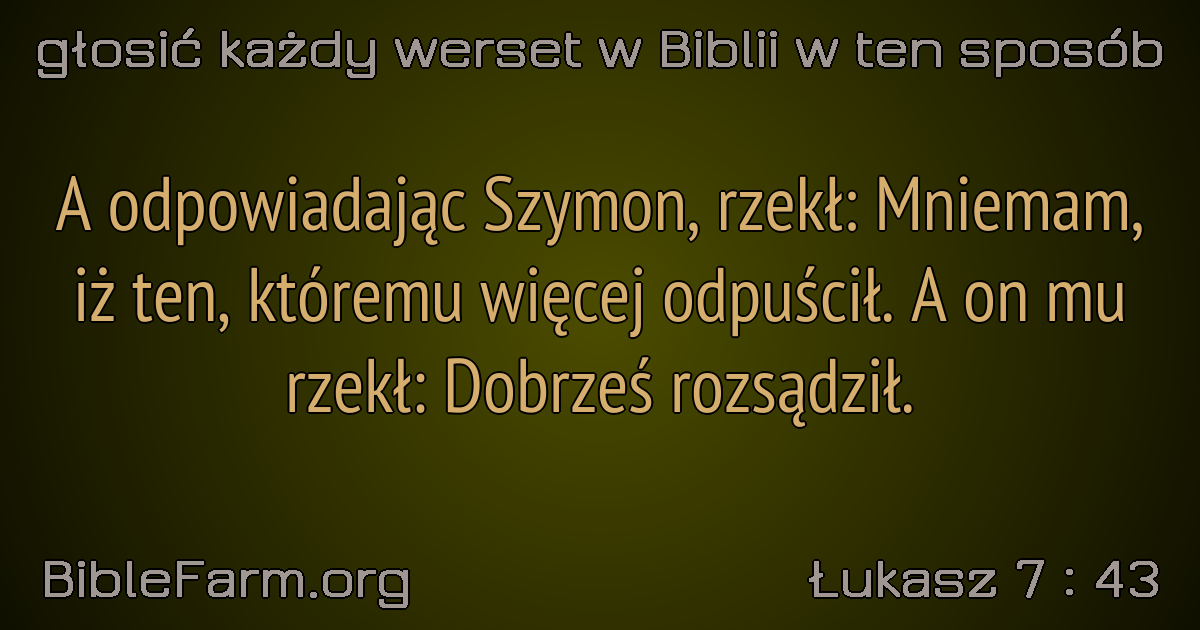 głosić każdy werset w Biblii w ten sposób
A odpowiadając Szymon, rzekł: Mniemam,
iż ten, któremu więcej odpuścił. A on mu
rzekł: Dobrześ rozsądził.
BibleFarm.org
Łukasz 7 : 43